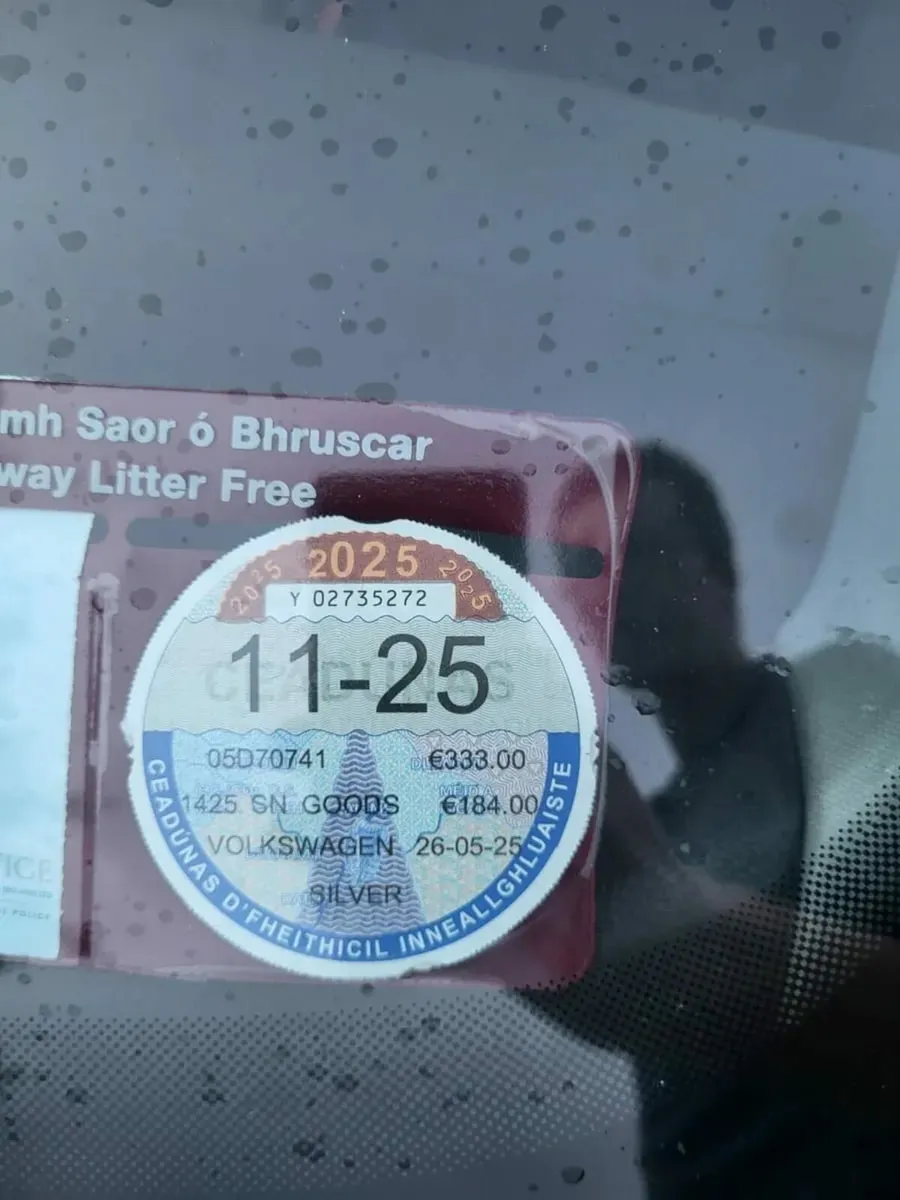 mh Saor ó Bhruscar
way Litter Free
2025 2025 2025
Y 02735272
11-25
05D70741 €333.00
1425 SN GOODS €184.00
VOLKSWAGEN 26-05-25
SILVER
CEADÚNAS D'FHEITHICIL INNEALLGHLUAISTE